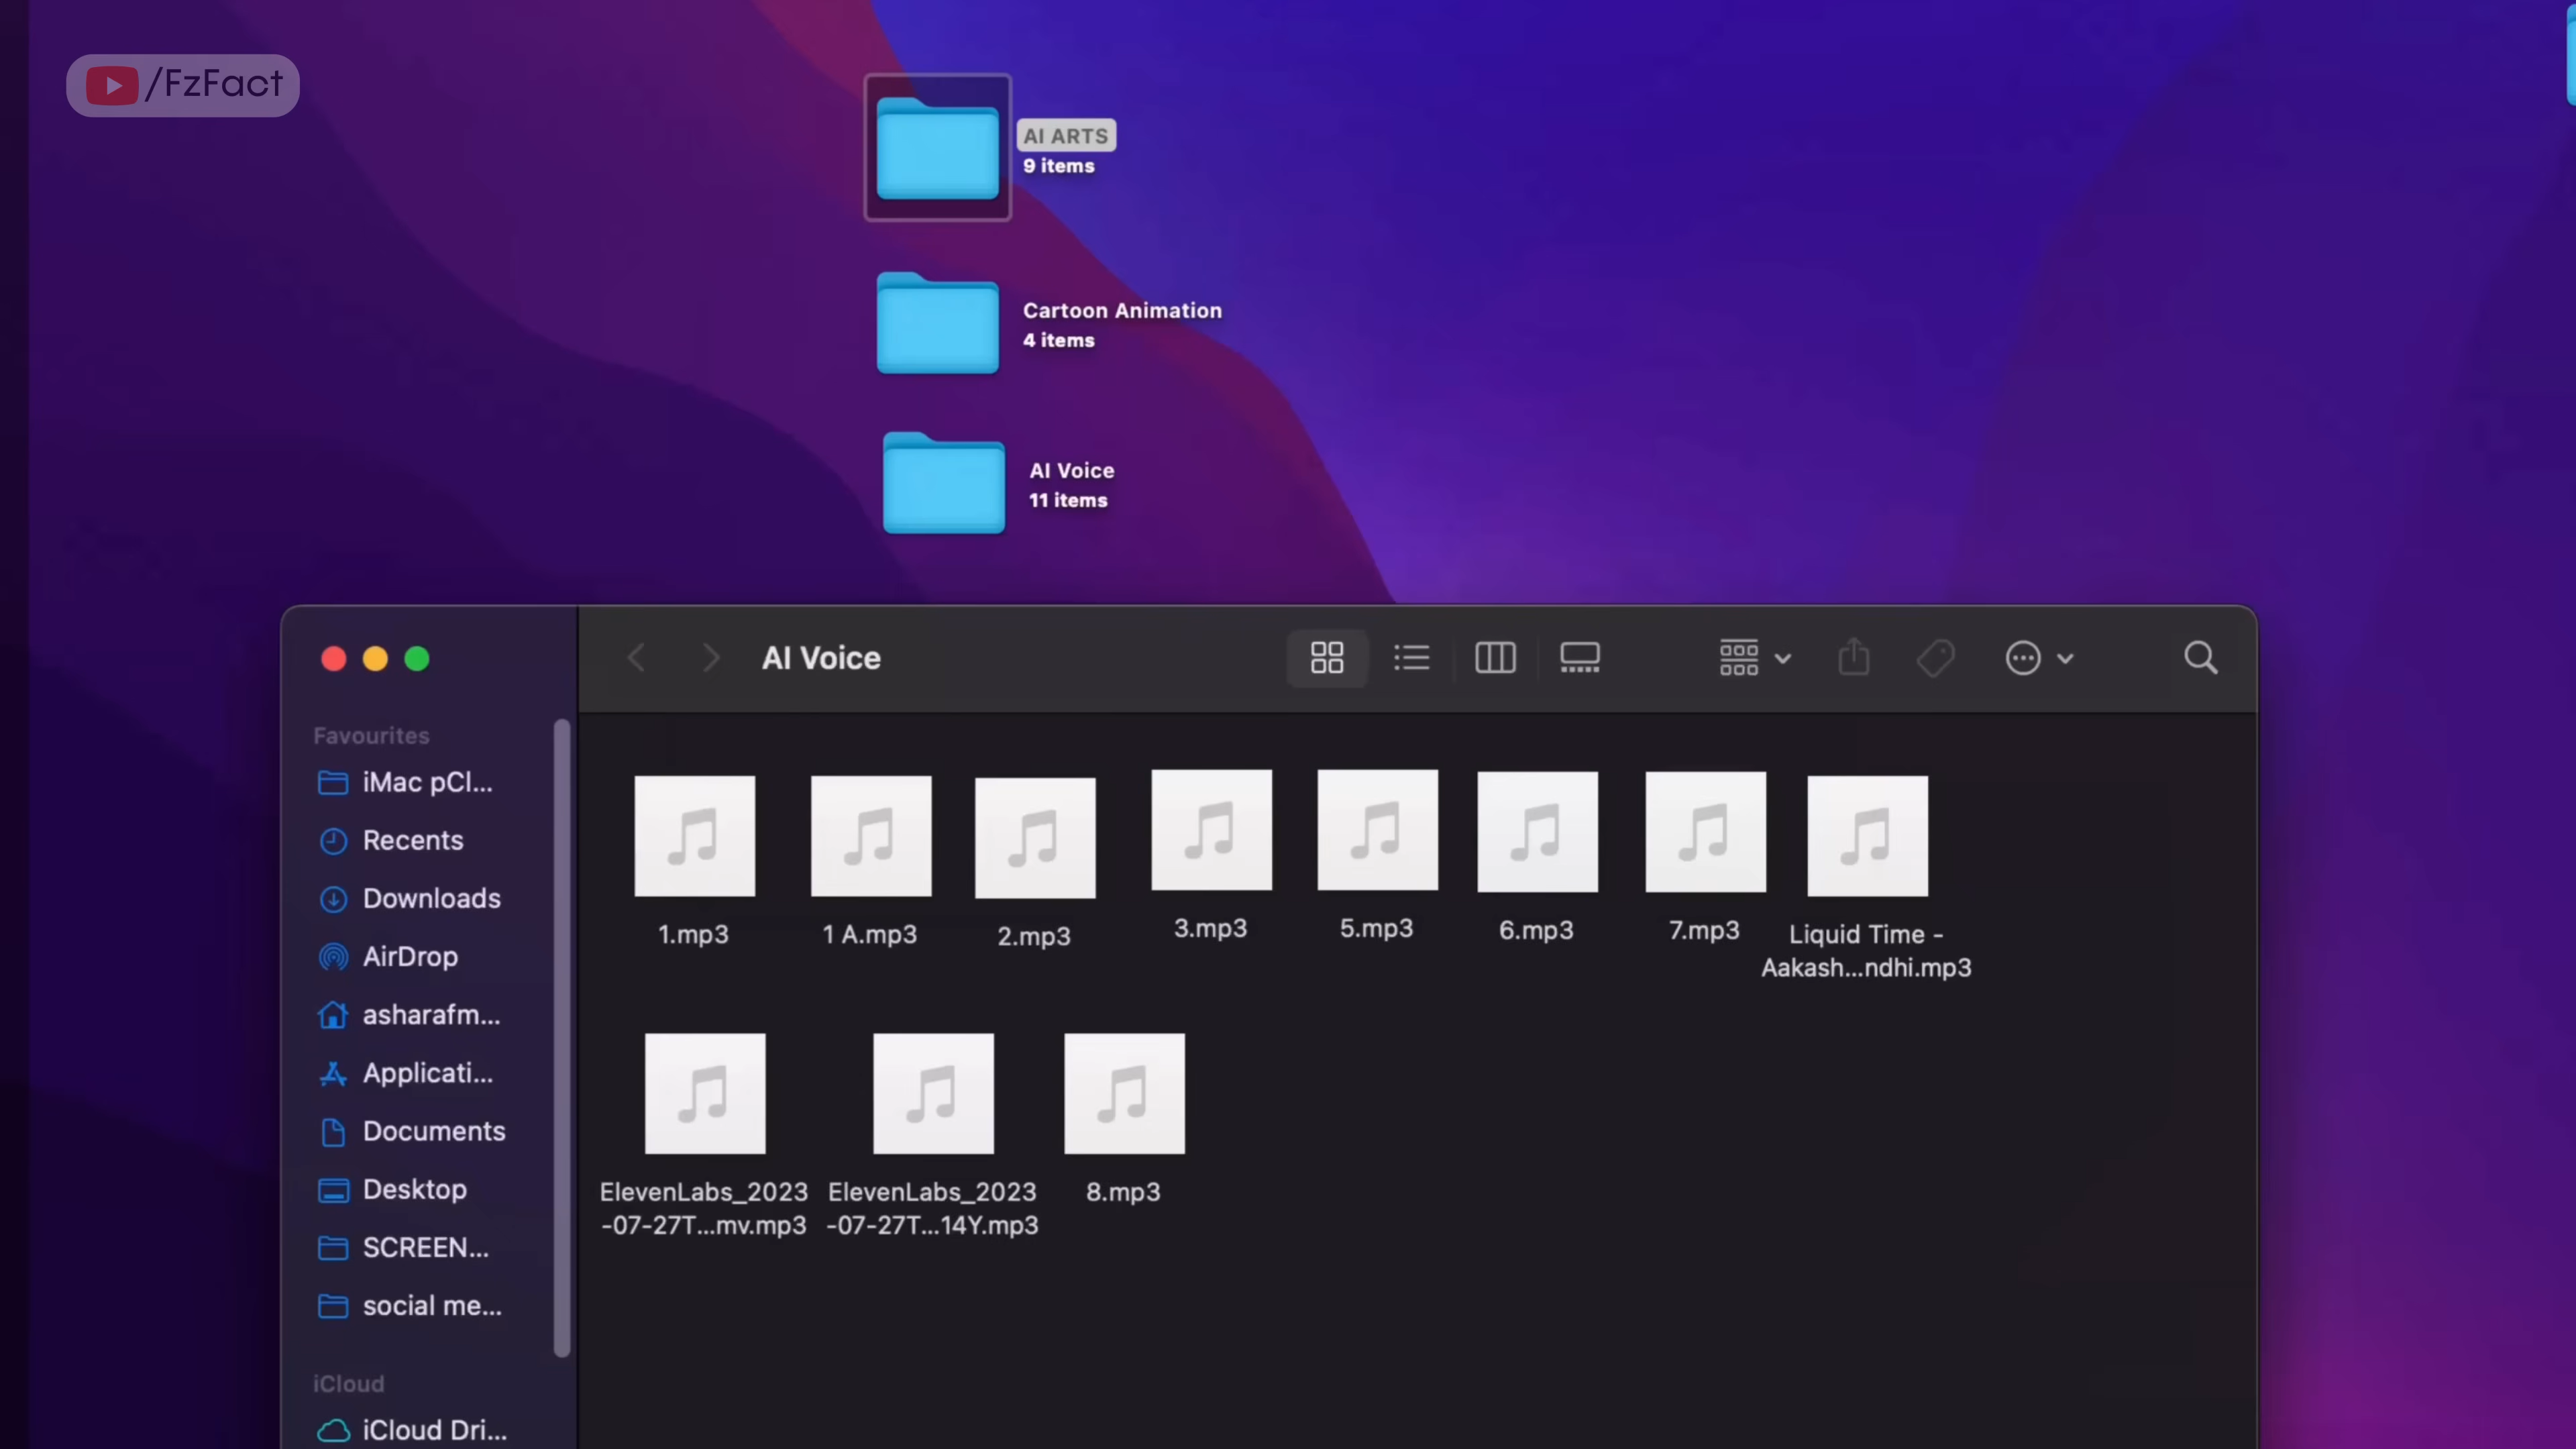 /FzFact
AI ARTS
9 items
Cartoon Animation
4 items
AI Voice
11 items
AI Voice
Favourites
iMac pCl...
Recents
Downloads
AirDrop
asharafm...
Applicati...
Documents
Desktop
SCREEN...
social me...
iCloud
iCloud Dri...
1.mp3
1 A.mp3
2.mp3
3.mp3
5.mp3
6.mp3
7.mp3
Liquid Time -
Aakash...ndhi.mp3
ElevenLabs_2023
-07-27T...mv.mp3
ElevenLabs_2023
-07-27T...14Y.mp3
8.mp3